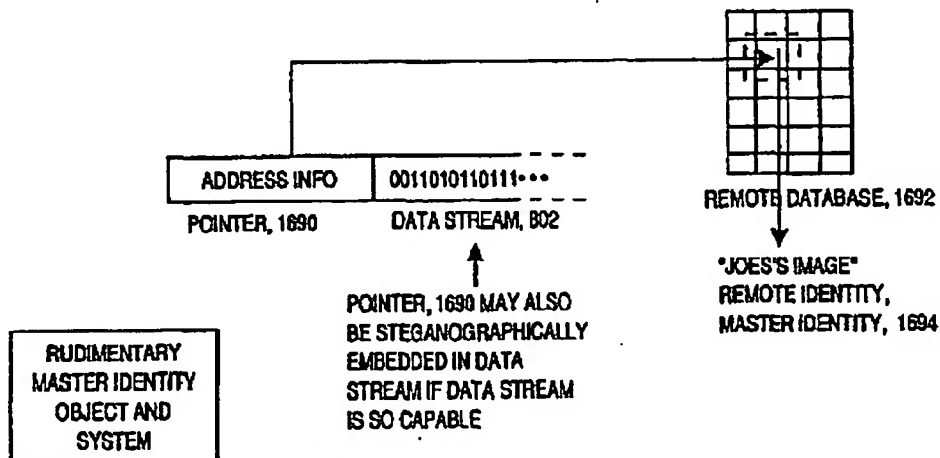 ADDRESS INFO
0011010110111•••
POINTER, 1690
DATA STREAM, 802
REMOTE DATABASE, 1692
"JOES'S IMAGE"
REMOTE IDENTITY,
MASTER IDENTITY, 1694
POINTER, 1690 MAY ALSO
BE STEGANOGRAPHICALLY
EMBEDDED IN DATA
STREAM IF DATA STREAM
IS SO CAPABLE
RUDIMENTARY
MASTER IDENTITY
OBJECT AND
SYSTEM